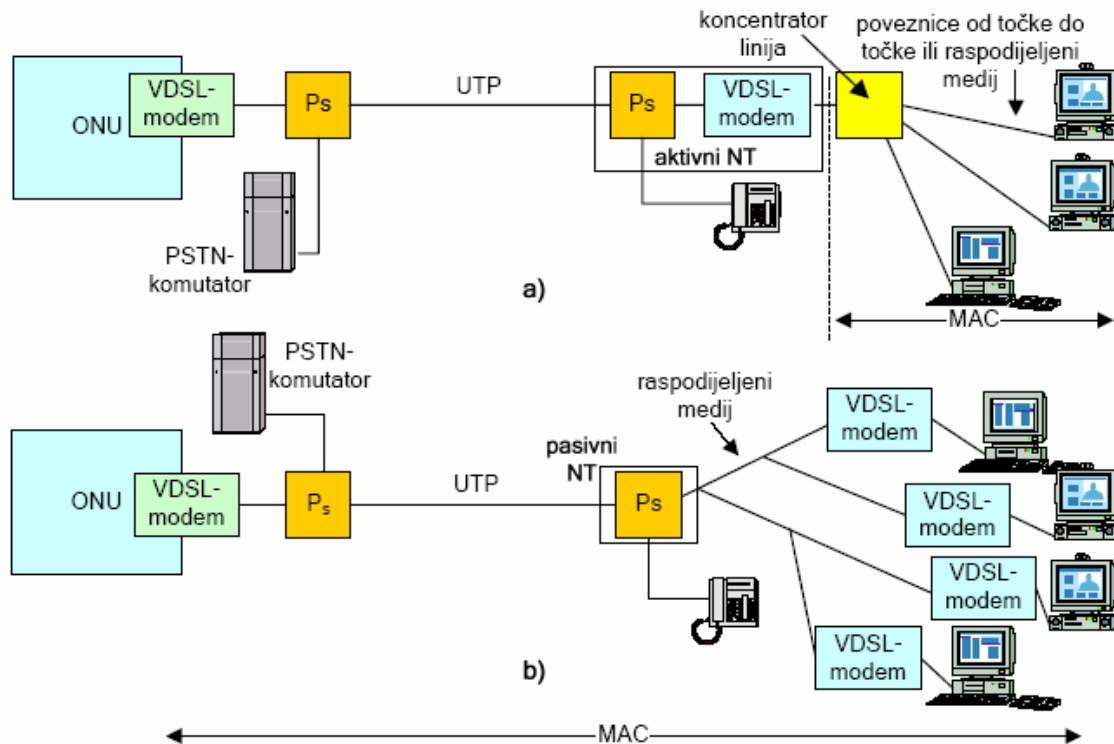 koncentrator
linija
poveznice od točke do
točke ili raspodijeljeni
medij
ONU
VDSL-
modem
Ps
UTP
Ps
VDSL-
modem
aktivni NT
PSTN-
komutator
a)
MAC
PSTN-
komutator
raspodijeljeni
medij
VDSL-
modem
pasivni
NT
ONU
VDSL-
modem
Ps
UTP
Ps
VDSL-
modem
VDSL-
modem
VDSL-
modem
b)
MAC